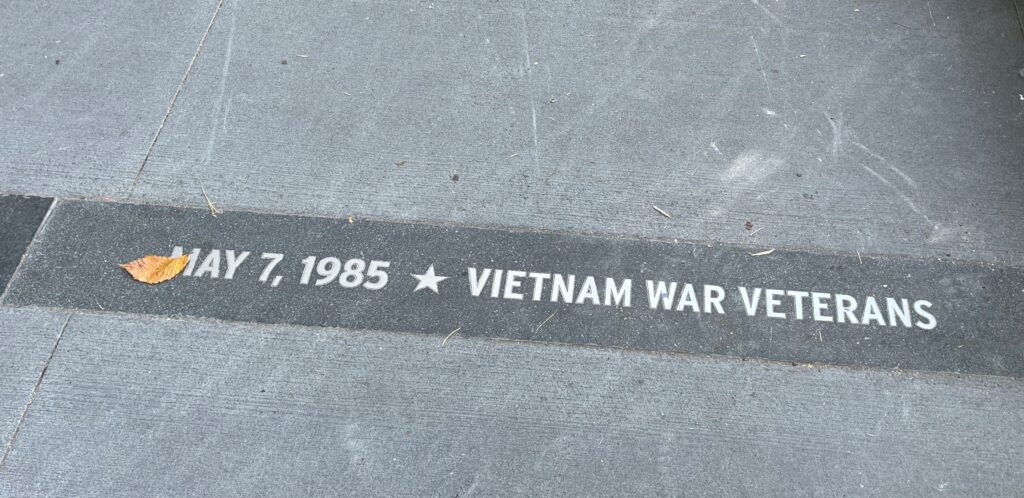 MAY 7, 1985 ★ VIETNAM WAR VETERANS